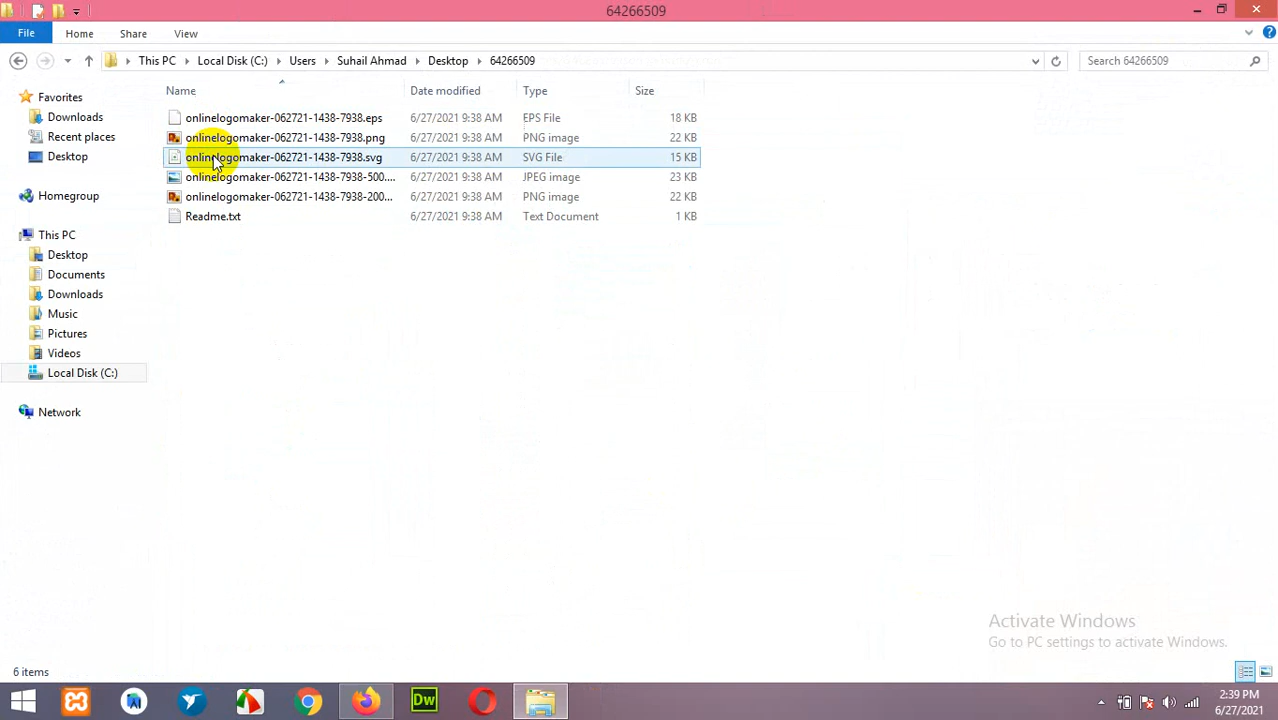 64266509
File Home Share View
This PC Local Disk (C:) Users Suhail Ahmad Desktop 64266509 Search 64266509
Name Date modified Type Size
onlinelogomaker-062721-1438-7938.eps 6/27/2021 9:38 AM EPS File 18 KB
onlinelogomaker-062721-1438-7938.png 6/27/2021 9:38 AM PNG image 22 KB
onlinelogomaker-062721-1438-7938.svg 6/27/2021 9:38 AM SVG File 15 KB
onlinelogomaker-062721-1438-7938-500.... 6/27/2021 9:38 AM JPEG image 23 KB
onlinelogomaker-062721-1438-7938-200... 6/27/2021 9:38 AM PNG image 22 KB
Readme.txt 6/27/2021 9:38 AM Text Document 1 KB
Favorites
Downloads
Recent places
Desktop
Homegroup
This PC
Desktop
Documents
Downloads
Music
Pictures
Videos
Local Disk (C:)
Network
Activate Windows
Go to PC settings to activate Windows.
6 items
Dw
2:39 PM
6/27/2021